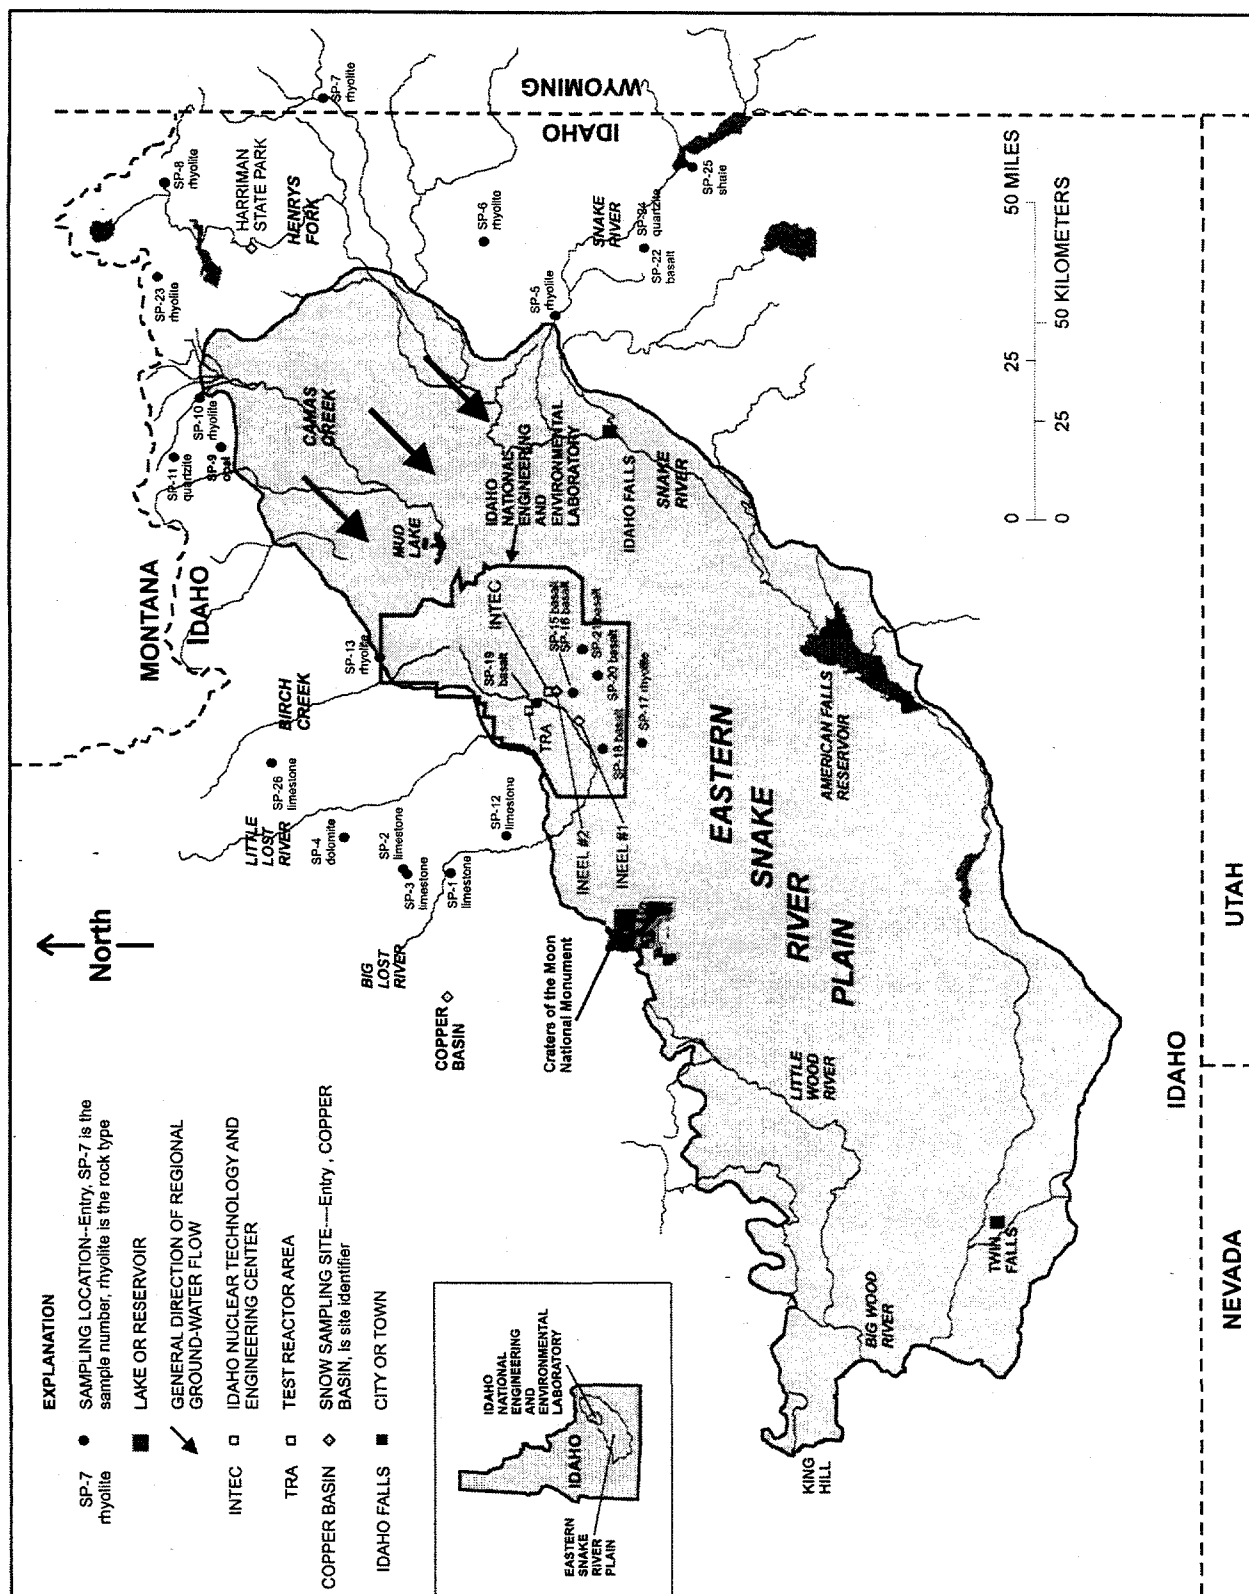 EXPLANATION
SP-7
rhyolite
SAMPLING LOCATION--Entry, SP-7 is the
sample number, rhyolite is the rock type
LAKE OR RESERVOIR
GENERAL DIRECTION OF REGIONAL
GROUND-WATER FLOW
INTEC
IDAHO NUCLEAR TECHNOLOGY AND
ENGINEERING CENTER
TRA
TEST REACTOR AREA
COPPER BASIN
SNOW SAMPLING SITE----Entry , COPPER
BASIN, is site identifier
IDAHO FALLS
CITY OR TOWN
IDAHO
NATIONAL
ENGINEERING
AND
ENVIRONMENTAL
LABORATORY
IDAHO
EASTERN
SNAKE
RIVER
PLAIN
North
MONTANA
IDAHO
WYOMING
IDAHO
SP-7
rhyolite
SP-8
rhyolite
HARRIMAN
STATE PARK
HENRYS
FORK
SP-23
rhyolite
SP-6
rhyolite
SNAKE
RIVER
SP-24
quartzite
SP-22
basalt
SP-25
shale
SP-5
rhyolite
SP-10
rhyolite
SP-9
opal
SP-11
quartzite
CAMAS
CREEK
MUD
LAKE
IDAHO
NATIONAL
ENGINEERING
AND
ENVIRONMENTAL
LABORATORY
IDAHO FALLS
SNAKE
RIVER
SP-13
rhyolite
BIRCH
CREEK
SP-26
limestone
LITTLE
LOST
RIVER
SP-4
dolomite
SP-2
limestone
SP-3
limestone
SP-1
limestone
SP-12
limestone
BIG
LOST
RIVER
COPPER
BASIN
SP-19
basalt
INTEC
TRA
SP-15 basalt
SP-16 basalt
SP-21 basalt
SP-20 basalt
SP-17 rhyolite
SP-18 basalt
INEEL #2
INEEL #1
Craters of the Moon
National Monument
EASTERN
SNAKE
RIVER
PLAIN
AMERICAN FALLS
RESERVOIR
LITTLE
WOOD
RIVER
BIG WOOD
RIVER
TWIN
FALLS
KING
HILL
0 25 50 MILES
0 25 50 KILOMETERS
IDAHO
NEVADA
UTAH